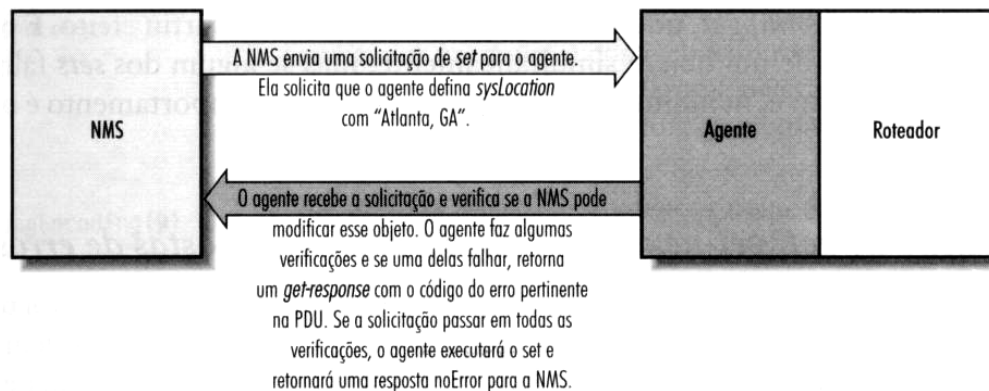 NMS
A NMS envia uma solicitação de set para o agente.
Ela solicita que o agente defina sysLocation
com “Atlanta, GA”.
Agente
Roteador
O agente recebe a solicitação e verifica se a NMS pode
modificar esse objeto. O agente faz algumas
verificações e se uma delas falhar, retorna
um get-response com o código do erro pertinente
na PDU. Se a solicitação passar em todas as
verificações, o agente executará o set e
retornará uma resposta noError para a NMS.